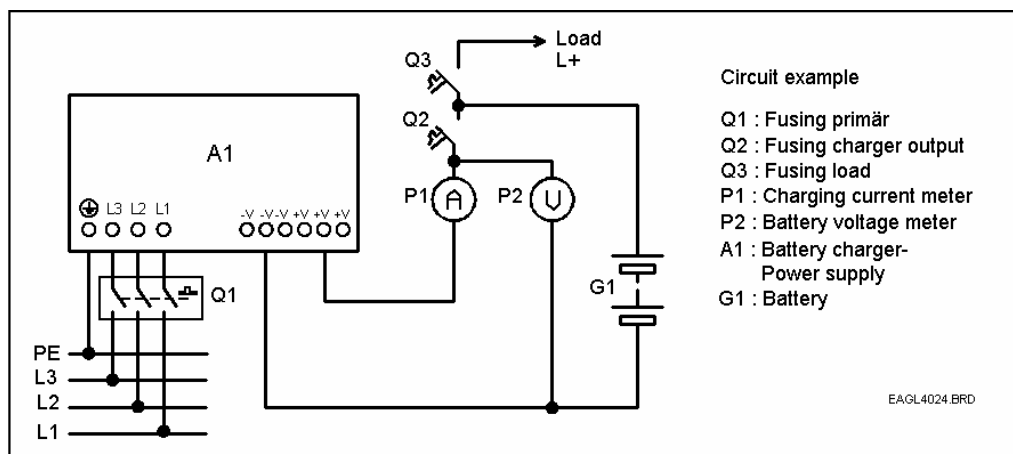 Load
L+
Q3
Q2
A1
P1 A P2 V
L3 L2 L1 -V -V -V +V +V +V
Q1
G1
PE
L3
L2
L1
Circuit example
Q1 : Fusing primär
Q2 : Fusing charger output
Q3 : Fusing load
P1 : Charging current meter
P2 : Battery voltage meter
A1 : Battery charger-
Power supply
G1 : Battery
EAGL4024.BRD